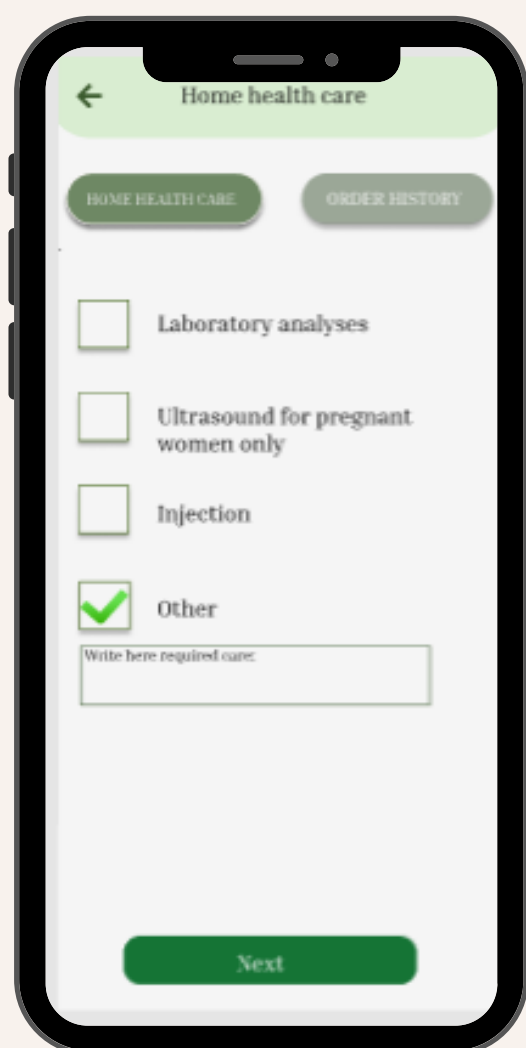 Home health care
HOME HEALTH CARE
ORDER HISTORY
Laboratory analyses
Ultrasound for pregnant
women only
Injection
Other
Write here required care:
Next